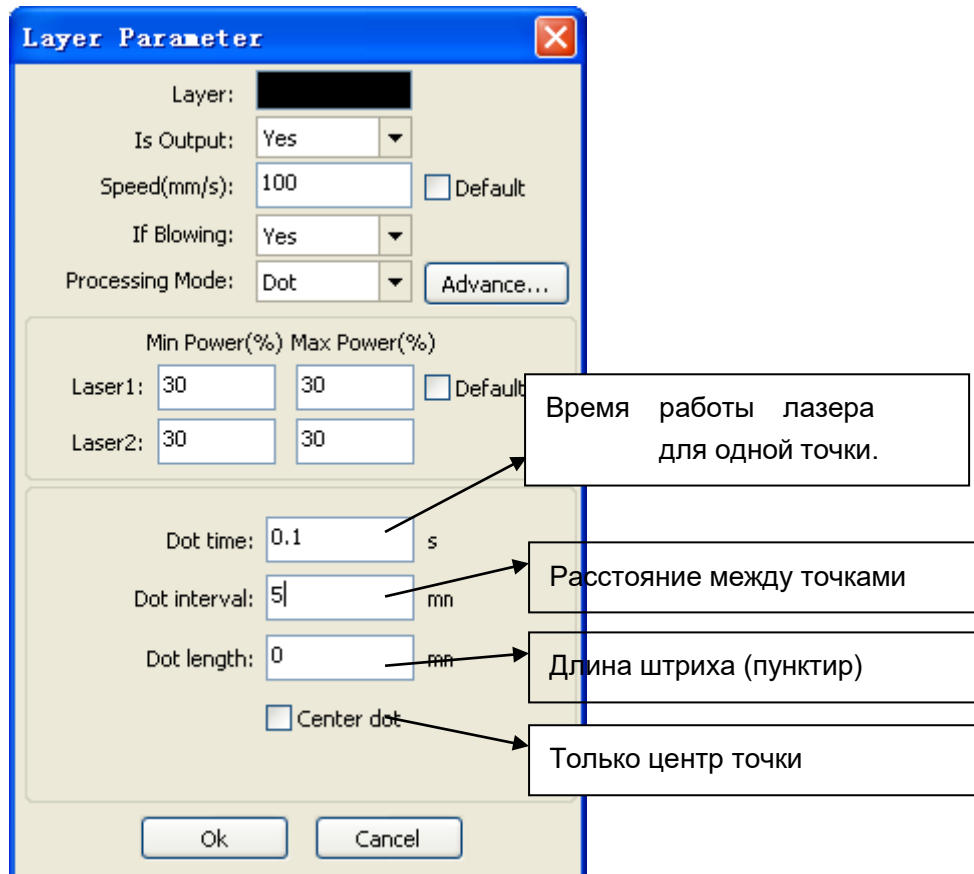 Layer Parameter
Layer:
Is Output: Yes
Speed(mm/s): 100 Default
If Blowing: Yes
Processing Mode: Dot Advance...
Min Power(%) Max Power(%)
Laser1: 30 30 Default
Laser2: 30 30
Время работы лазера
для одной точки.
Dot time: 0.1 s
Dot interval: 5 mn
Расстояние между точками
Dot length: 0 mn
Длина штриха (пунктир)
Center dot
Только центр точки
Ok Cancel